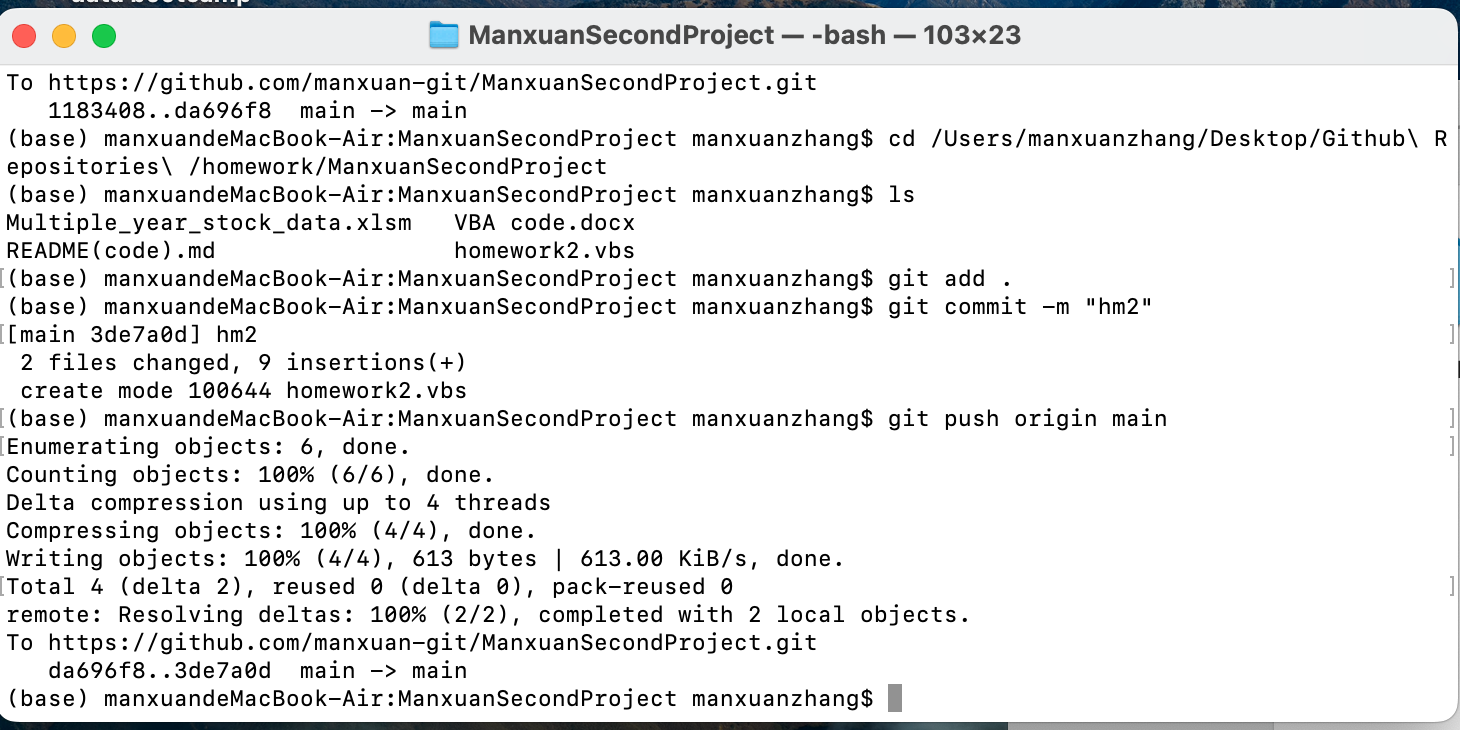 data bootcamp
ManxuanSecondProject — -bash — 103×23
To https://github.com/manxuan-git/ManxuanSecondProject.git
   1183408..da696f8  main -> main
(base) manxuandeMacBook-Air:ManxuanSecondProject manxuanzhang$ cd /Users/manxuanzhang/Desktop/Github\ R
epositories\ /homework/ManxuanSecondProject
(base) manxuandeMacBook-Air:ManxuanSecondProject manxuanzhang$ ls
Multiple_year_stock_data.xlsm   VBA code.docx
README(code).md                 homework2.vbs
[(base) manxuandeMacBook-Air:ManxuanSecondProject manxuanzhang$ git add .                               ]
(base) manxuandeMacBook-Air:ManxuanSecondProject manxuanzhang$ git commit -m "hm2"
[[main 3de7a0d] hm2                                                                                     ]
 2 files changed, 9 insertions(+)
 create mode 100644 homework2.vbs
[(base) manxuandeMacBook-Air:ManxuanSecondProject manxuanzhang$ git push origin main                    ]
[Enumerating objects: 6, done.                                                                          ]
Counting objects: 100% (6/6), done.
Delta compression using up to 4 threads
Compressing objects: 100% (4/4), done.
Writing objects: 100% (4/4), 613 bytes | 613.00 KiB/s, done.
[Total 4 (delta 2), reused 0 (delta 0), pack-reused 0                                                   ]
remote: Resolving deltas: 100% (2/2), completed with 2 local objects.
To https://github.com/manxuan-git/ManxuanSecondProject.git
   da696f8..3de7a0d  main -> main
(base) manxuandeMacBook-Air:ManxuanSecondProject manxuanzhang$